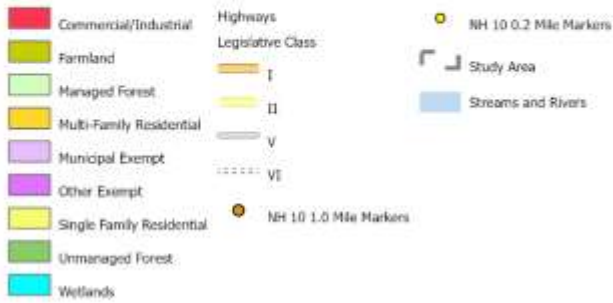 Commercial/Industrial
Farmland
Managed Forest
Multi-Family Residential
Municipal Exempt
Other Exempt
Single Family Residential
Unmanaged Forest
Wetlands
Highways
Legislative Class
I
II
V
VI
NH 10 1.0 Mile Markers
NH 10 0.2 Mile Markers
Study Area
Streams and Rivers